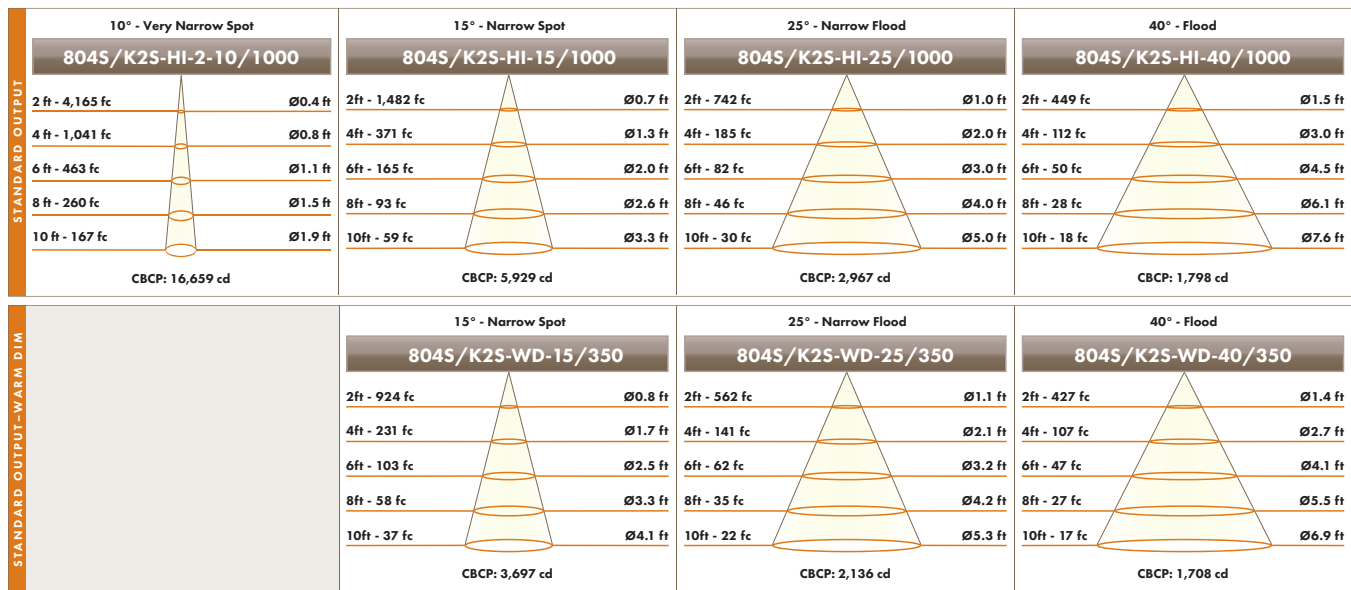 STANDARD OUTPUT
10° - Very Narrow Spot
804S/K2S-HI-2-10/1000
2 ft - 4,165 fc Ø0.4 ft
4 ft - 1,041 fc Ø0.8 ft
6 ft - 463 fc Ø1.1 ft
8 ft - 260 fc Ø1.5 ft
10 ft - 167 fc Ø1.9 ft
CBCP: 16,659 cd
15° - Narrow Spot
804S/K2S-HI-15/1000
2ft - 1,482 fc Ø0.7 ft
4ft - 371 fc Ø1.3 ft
6ft - 165 fc Ø2.0 ft
8ft - 93 fc Ø2.6 ft
10ft - 59 fc Ø3.3 ft
CBCP: 5,929 cd
25° - Narrow Flood
804S/K2S-HI-25/1000
2ft - 742 fc Ø1.0 ft
4ft - 185 fc Ø2.0 ft
6ft - 82 fc Ø3.0 ft
8ft - 46 fc Ø4.0 ft
10ft - 30 fc Ø5.0 ft
CBCP: 2,967 cd
40° - Flood
804S/K2S-HI-40/1000
2ft - 449 fc Ø1.5 ft
4ft - 112 fc Ø3.0 ft
6ft - 50 fc Ø4.5 ft
8ft - 28 fc Ø6.1 ft
10ft - 18 fc Ø7.6 ft
CBCP: 1,798 cd
STANDARD OUTPUT–WARM DIM
15° - Narrow Spot
804S/K2S-WD-15/350
2ft - 924 fc Ø0.8 ft
4ft - 231 fc Ø1.7 ft
6ft - 103 fc Ø2.5 ft
8ft - 58 fc Ø3.3 ft
10ft - 37 fc Ø4.1 ft
CBCP: 3,697 cd
25° - Narrow Flood
804S/K2S-WD-25/350
2ft - 562 fc Ø1.1 ft
4ft - 141 fc Ø2.1 ft
6ft - 62 fc Ø3.2 ft
8ft - 35 fc Ø4.2 ft
10ft - 22 fc Ø5.3 ft
CBCP: 2,136 cd
40° - Flood
804S/K2S-WD-40/350
2ft - 427 fc Ø1.4 ft
4ft - 107 fc Ø2.7 ft
6ft - 47 fc Ø4.1 ft
8ft - 27 fc Ø5.5 ft
10ft - 17 fc Ø6.9 ft
CBCP: 1,708 cd